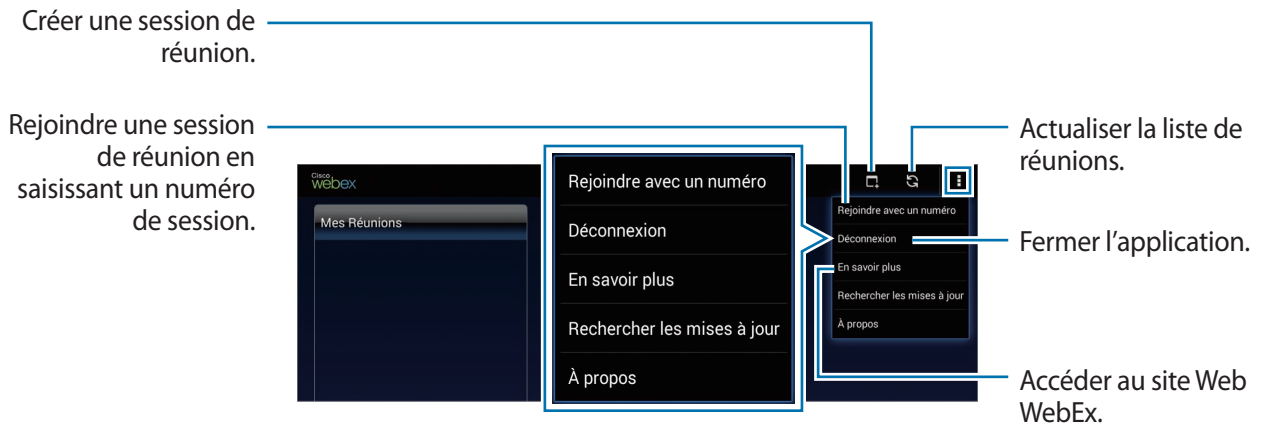 Créer une session de
réunion.
Rejoindre une session
de réunion en
saisissant un numéro
de session.
Cisco
webex
Mes Réunions
Rejoindre avec un numéro
Déconnexion
En savoir plus
Rechercher les mises à jour
À propos
Rejoindre avec un numéro
Déconnexion
En savoir plus
Rechercher les mises à jour
À propos
Actualiser la liste de
réunions.
Fermer l’application.
Accéder au site Web
WebEx.